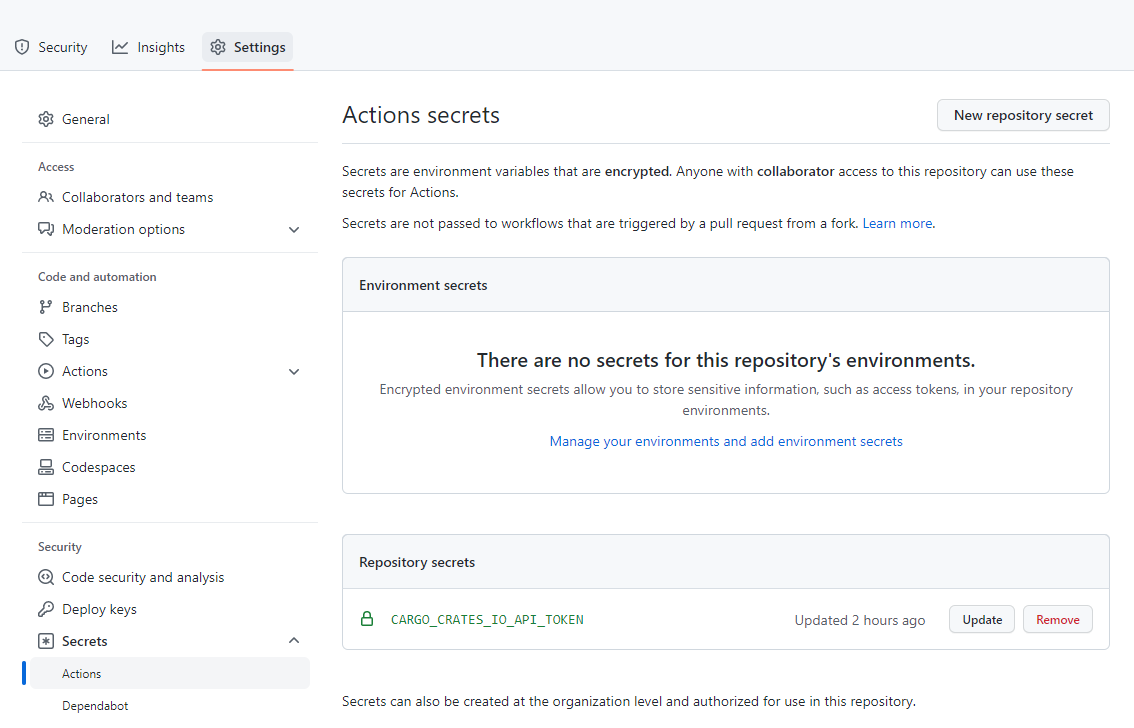 Security Insights Settings
General
Access
Collaborators and teams
Moderation options
Code and automation
Branches
Tags
Actions
Webhooks
Environments
Codespaces
Pages
Security
Code security and analysis
Deploy keys
Secrets
Actions
Dependabot
Actions secrets
New repository secret
Secrets are environment variables that are encrypted. Anyone with collaborator access to this repository can use these
secrets for Actions.
Secrets are not passed to workflows that are triggered by a pull request from a fork. Learn more.
Environment secrets
There are no secrets for this repository's environments.
Encrypted environment secrets allow you to store sensitive information, such as access tokens, in your repository
environments.
Manage your environments and add environment secrets
Repository secrets
CARGO_CRATES_IO_API_TOKEN Updated 2 hours ago Update Remove
Secrets can also be created at the organization level and authorized for use in this repository.